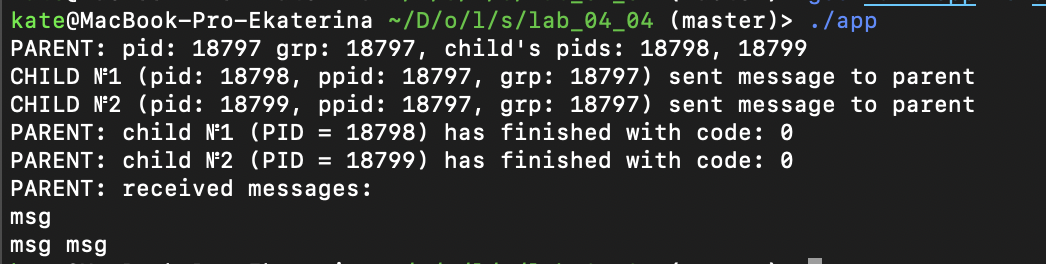 kate@MacBook-Pro-Ekaterina ~/D/o/l/s/lab_04_04 (master)> ./app
PARENT: pid: 18797 grp: 18797, child's pids: 18798, 18799
CHILD №1 (pid: 18798, ppid: 18797, grp: 18797) sent message to parent
CHILD №2 (pid: 18799, ppid: 18797, grp: 18797) sent message to parent
PARENT: child №1 (PID = 18798) has finished with code: 0
PARENT: child №2 (PID = 18799) has finished with code: 0
PARENT: received messages:
msg
msg msg